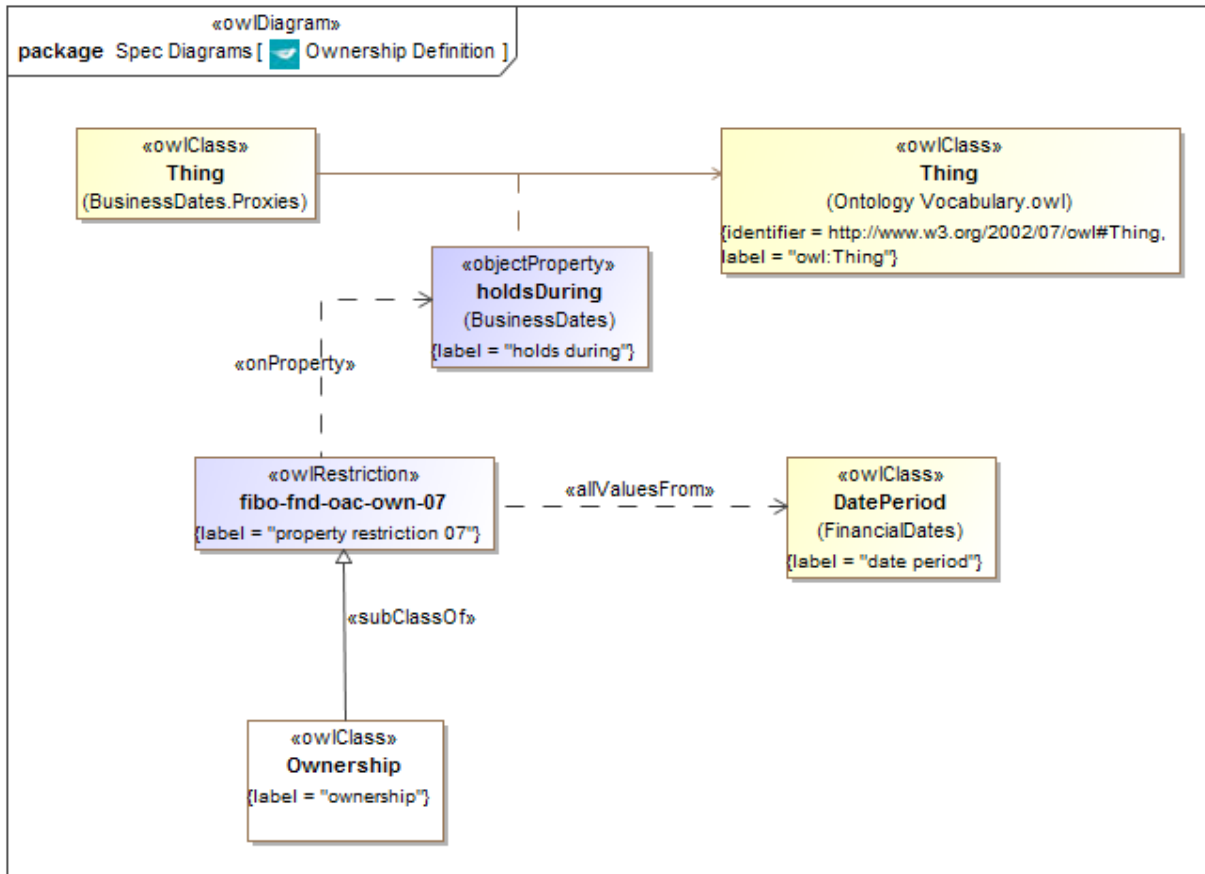 «owlDiagram»
package Spec Diagrams [ Ownership Definition ]
«owlClass»
Thing
(BusinessDates.Proxies)
«owlClass»
Thing
(Ontology Vocabulary.owl)
{identifier = http://www.w3.org/2002/07/owl#Thing,
label = "owl:Thing"}
«objectProperty»
holdsDuring
(BusinessDates)
{label = "holds during"}
«onProperty»
«owlRestriction»
fibo-fnd-oac-own-07
{label = "property restriction 07"}
«allValuesFrom»
«owlClass»
DatePeriod
(FinancialDates)
{label = "date period"}
«subClassOf»
«owlClass»
Ownership
{label = "ownership"}